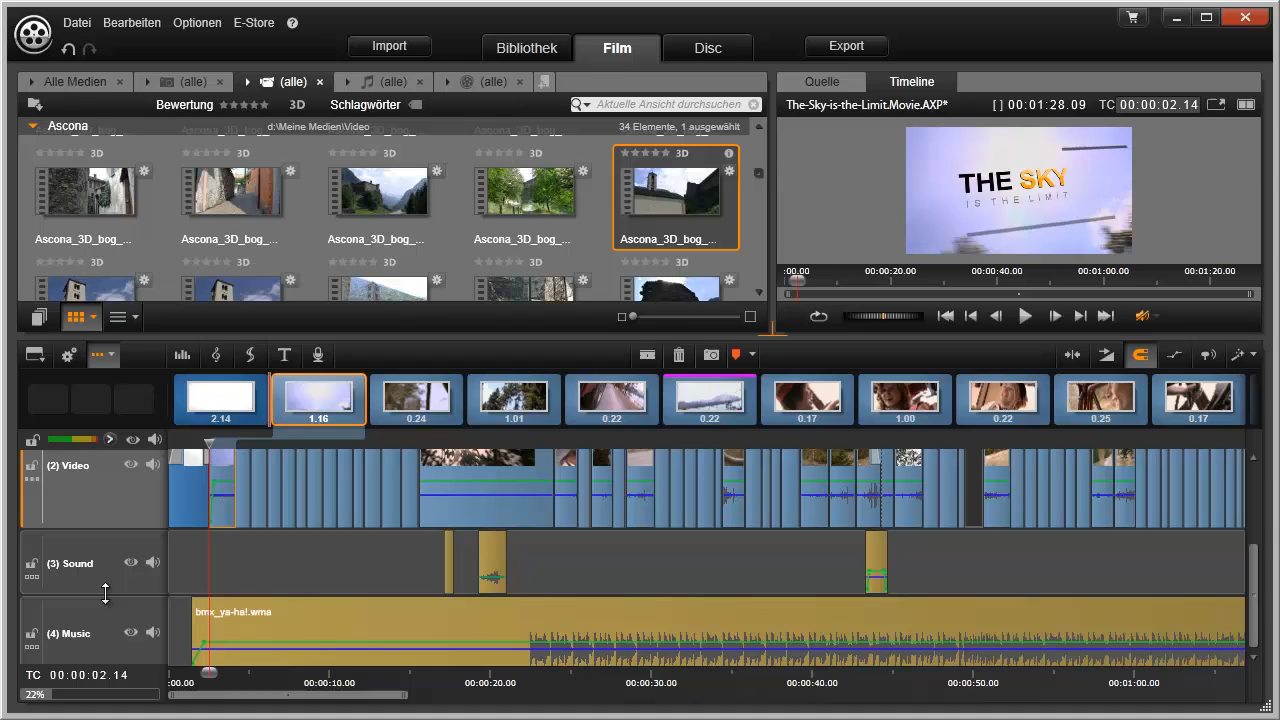 Datei Bearbeiten Optionen E-Store ?
Import Bibliothek Film Disc Export
Alle Medien × (alle) × (alle) × (alle) × (alle) ×
Quelle Timeline
Bewertung 3D Schlagwörter Aktuelle Ansicht durchsuchen
The-Sky-is-the-Limit.Movie.AXP* [ ] 00:01:28.09 TC 00:00:02.14
Ascona d:\Meine Medien\Video 34 Elemente, 1 ausgewählt
3D 3D 3D 3D 3D
THE SKY
IS THE LIMIT
Ascona_3D_bog_... Ascona_3D_bog_... Ascona_3D_bog_... Ascona_3D_bog_... Ascona_3D_bog_...
3D 3D 3D 3D 3D
:00.00 00:00:20.00 00:00:40.00 00:01:00.00 00:01:20.00
2.14 1.16 0.24 1.01 0.22 0.22 0.17 1.00 0.22 0.25 0.17
(2) Video
(3) Sound
bmx_ya-ha!.wma
(4) Music
TC 00:00:02.14
:00.00 00:00:10.00 00:00:20.00 00:00:30.00 00:00:40.00 00:00:50.00 00:01:00.00
22%